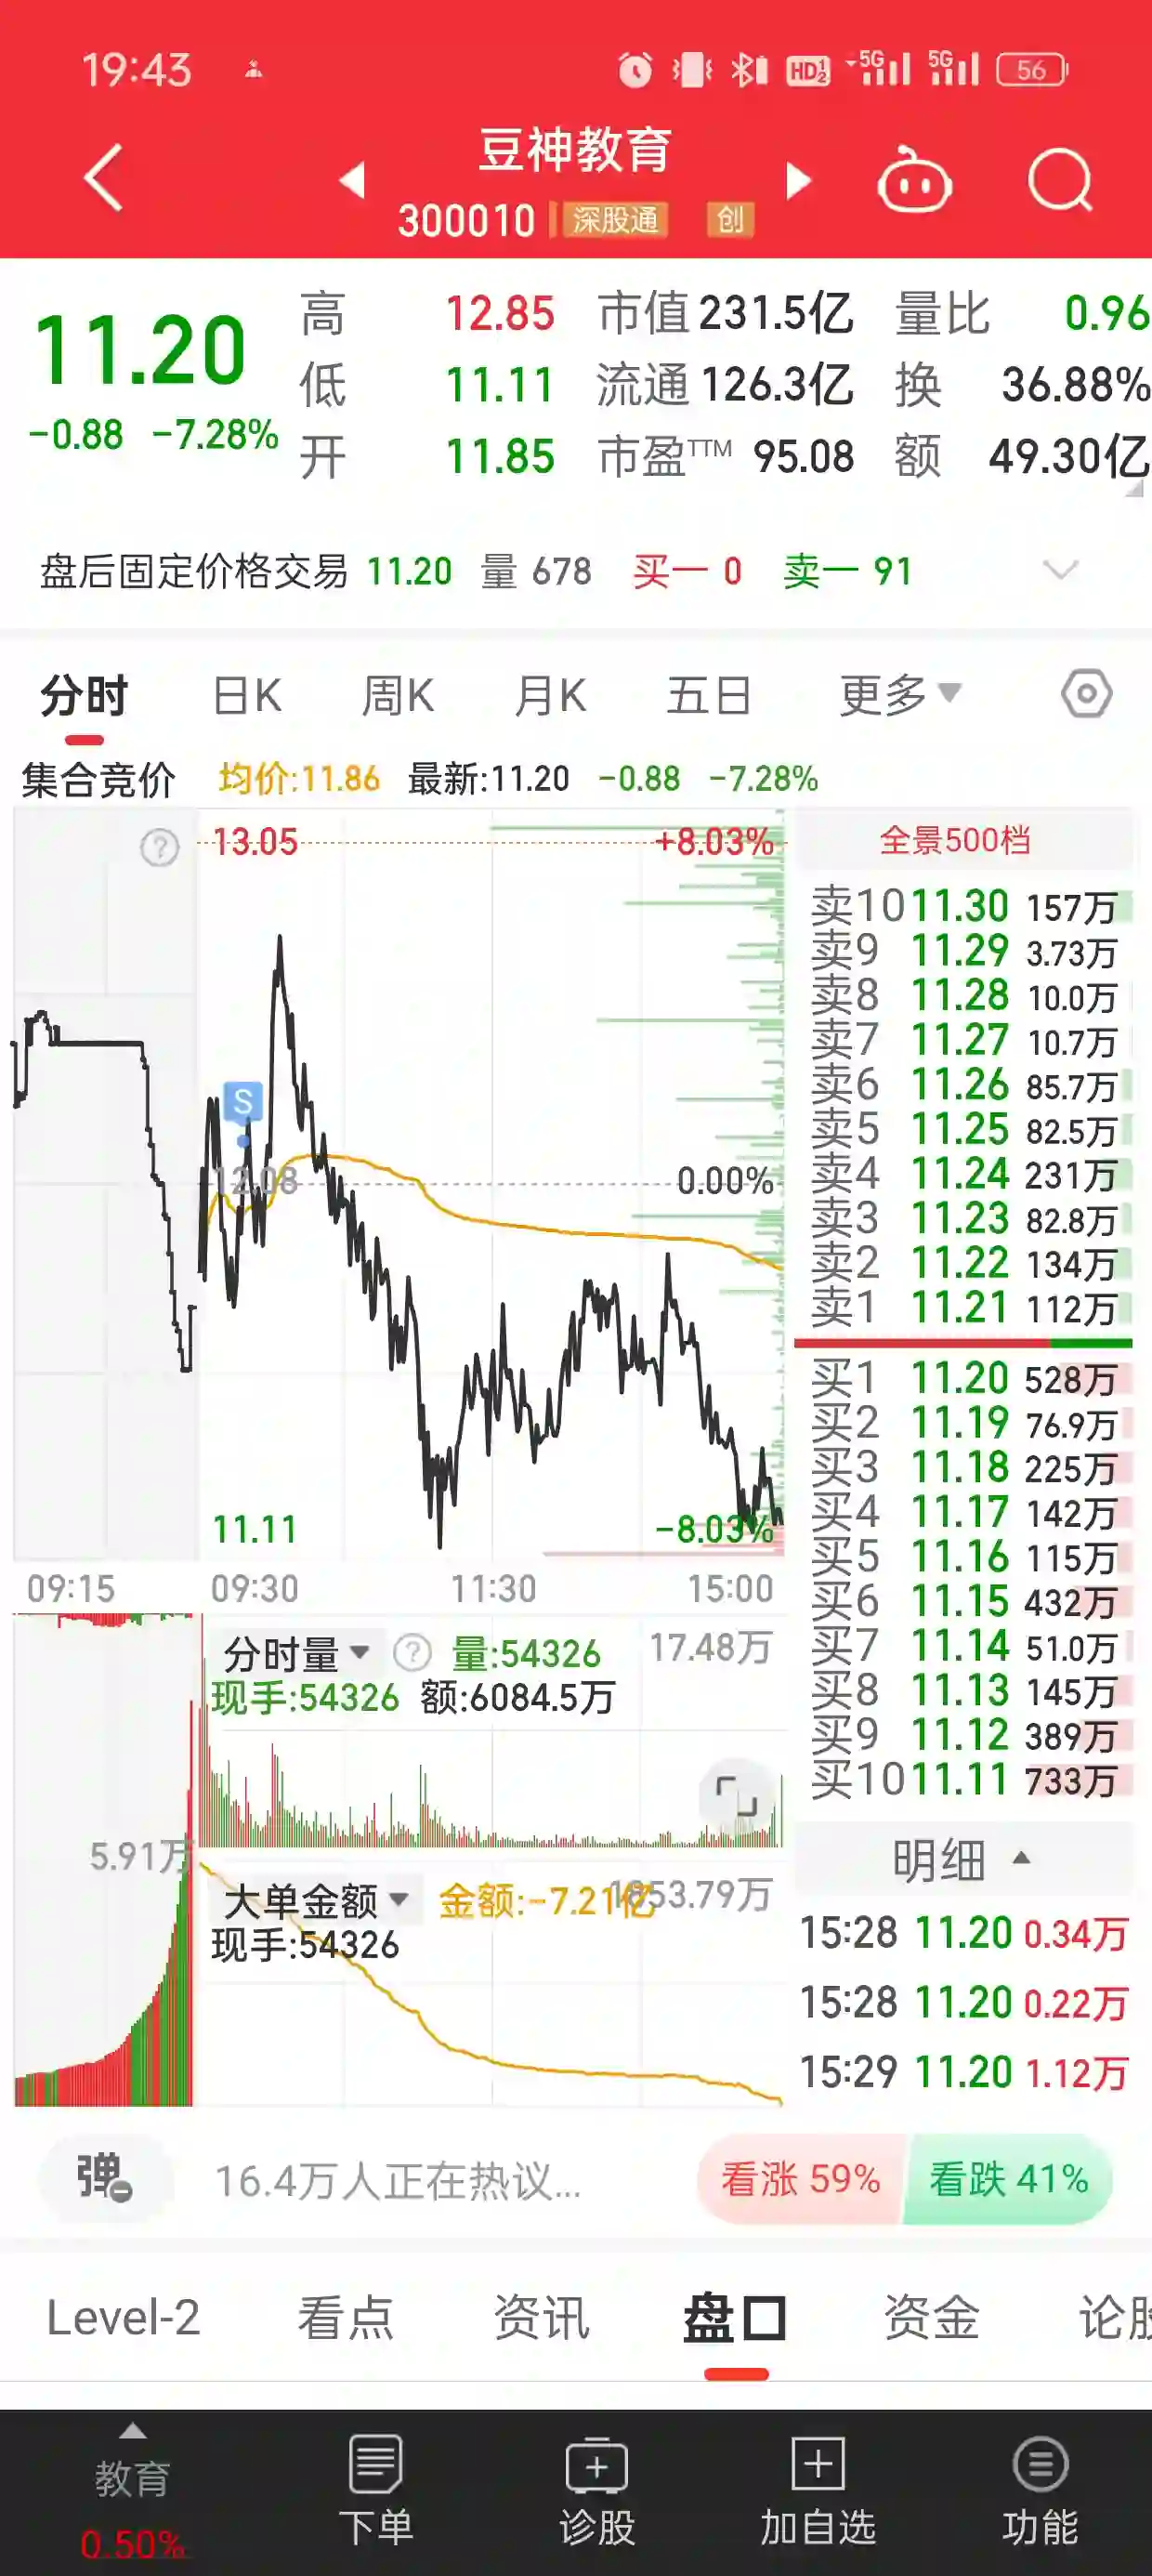 19:43 HD 1 2 5G 5G 56
豆神教育
300010 深股通 创
11.20
-0.88 -7.28%
高 12.85 市值 231.5亿 量比 0.96
低 11.11 流通 126.3亿 换 36.88%
开 11.85 市盈TTM 95.08 额 49.30亿
盘后固定价格交易 11.20 量 678 买一 0 卖一 91
分时 日K 周K 月K 五日 更多
集合竞价 均价:11.86 最新:11.20 -0.88 -7.28%
? 13.05 +8.03%
S
12.08 0.00%
11.11 -8.03%
09:15 09:30 11:30 15:00
全景500档
卖10 11.30 157万
卖9 11.29 3.73万
卖8 11.28 10.0万
卖7 11.27 10.7万
卖6 11.26 85.7万
卖5 11.25 82.5万
卖4 11.24 231万
卖3 11.23 82.8万
卖2 11.22 134万
卖1 11.21 112万
买1 11.20 528万
买2 11.19 76.9万
买3 11.18 225万
买4 11.17 142万
买5 11.16 115万
买6 11.15 432万
买7 11.14 51.0万
买8 11.13 145万
买9 11.12 389万
买10 11.11 733万
分时量 ? 量:54326 17.48万
现手:54326 额:6084.5万
5.91万
大单金额 金额:-7.21亿 53.79万
现手:54326
明细
15:28 11.20 0.34万
15:28 11.20 0.22万
15:29 11.20 1.12万
弹 16.4万人正在热议... 看涨 59% 看跌 41%
Level-2 看点 资讯 盘口 资金 论股
教育 下单 诊股 加自选 功能
0.50%